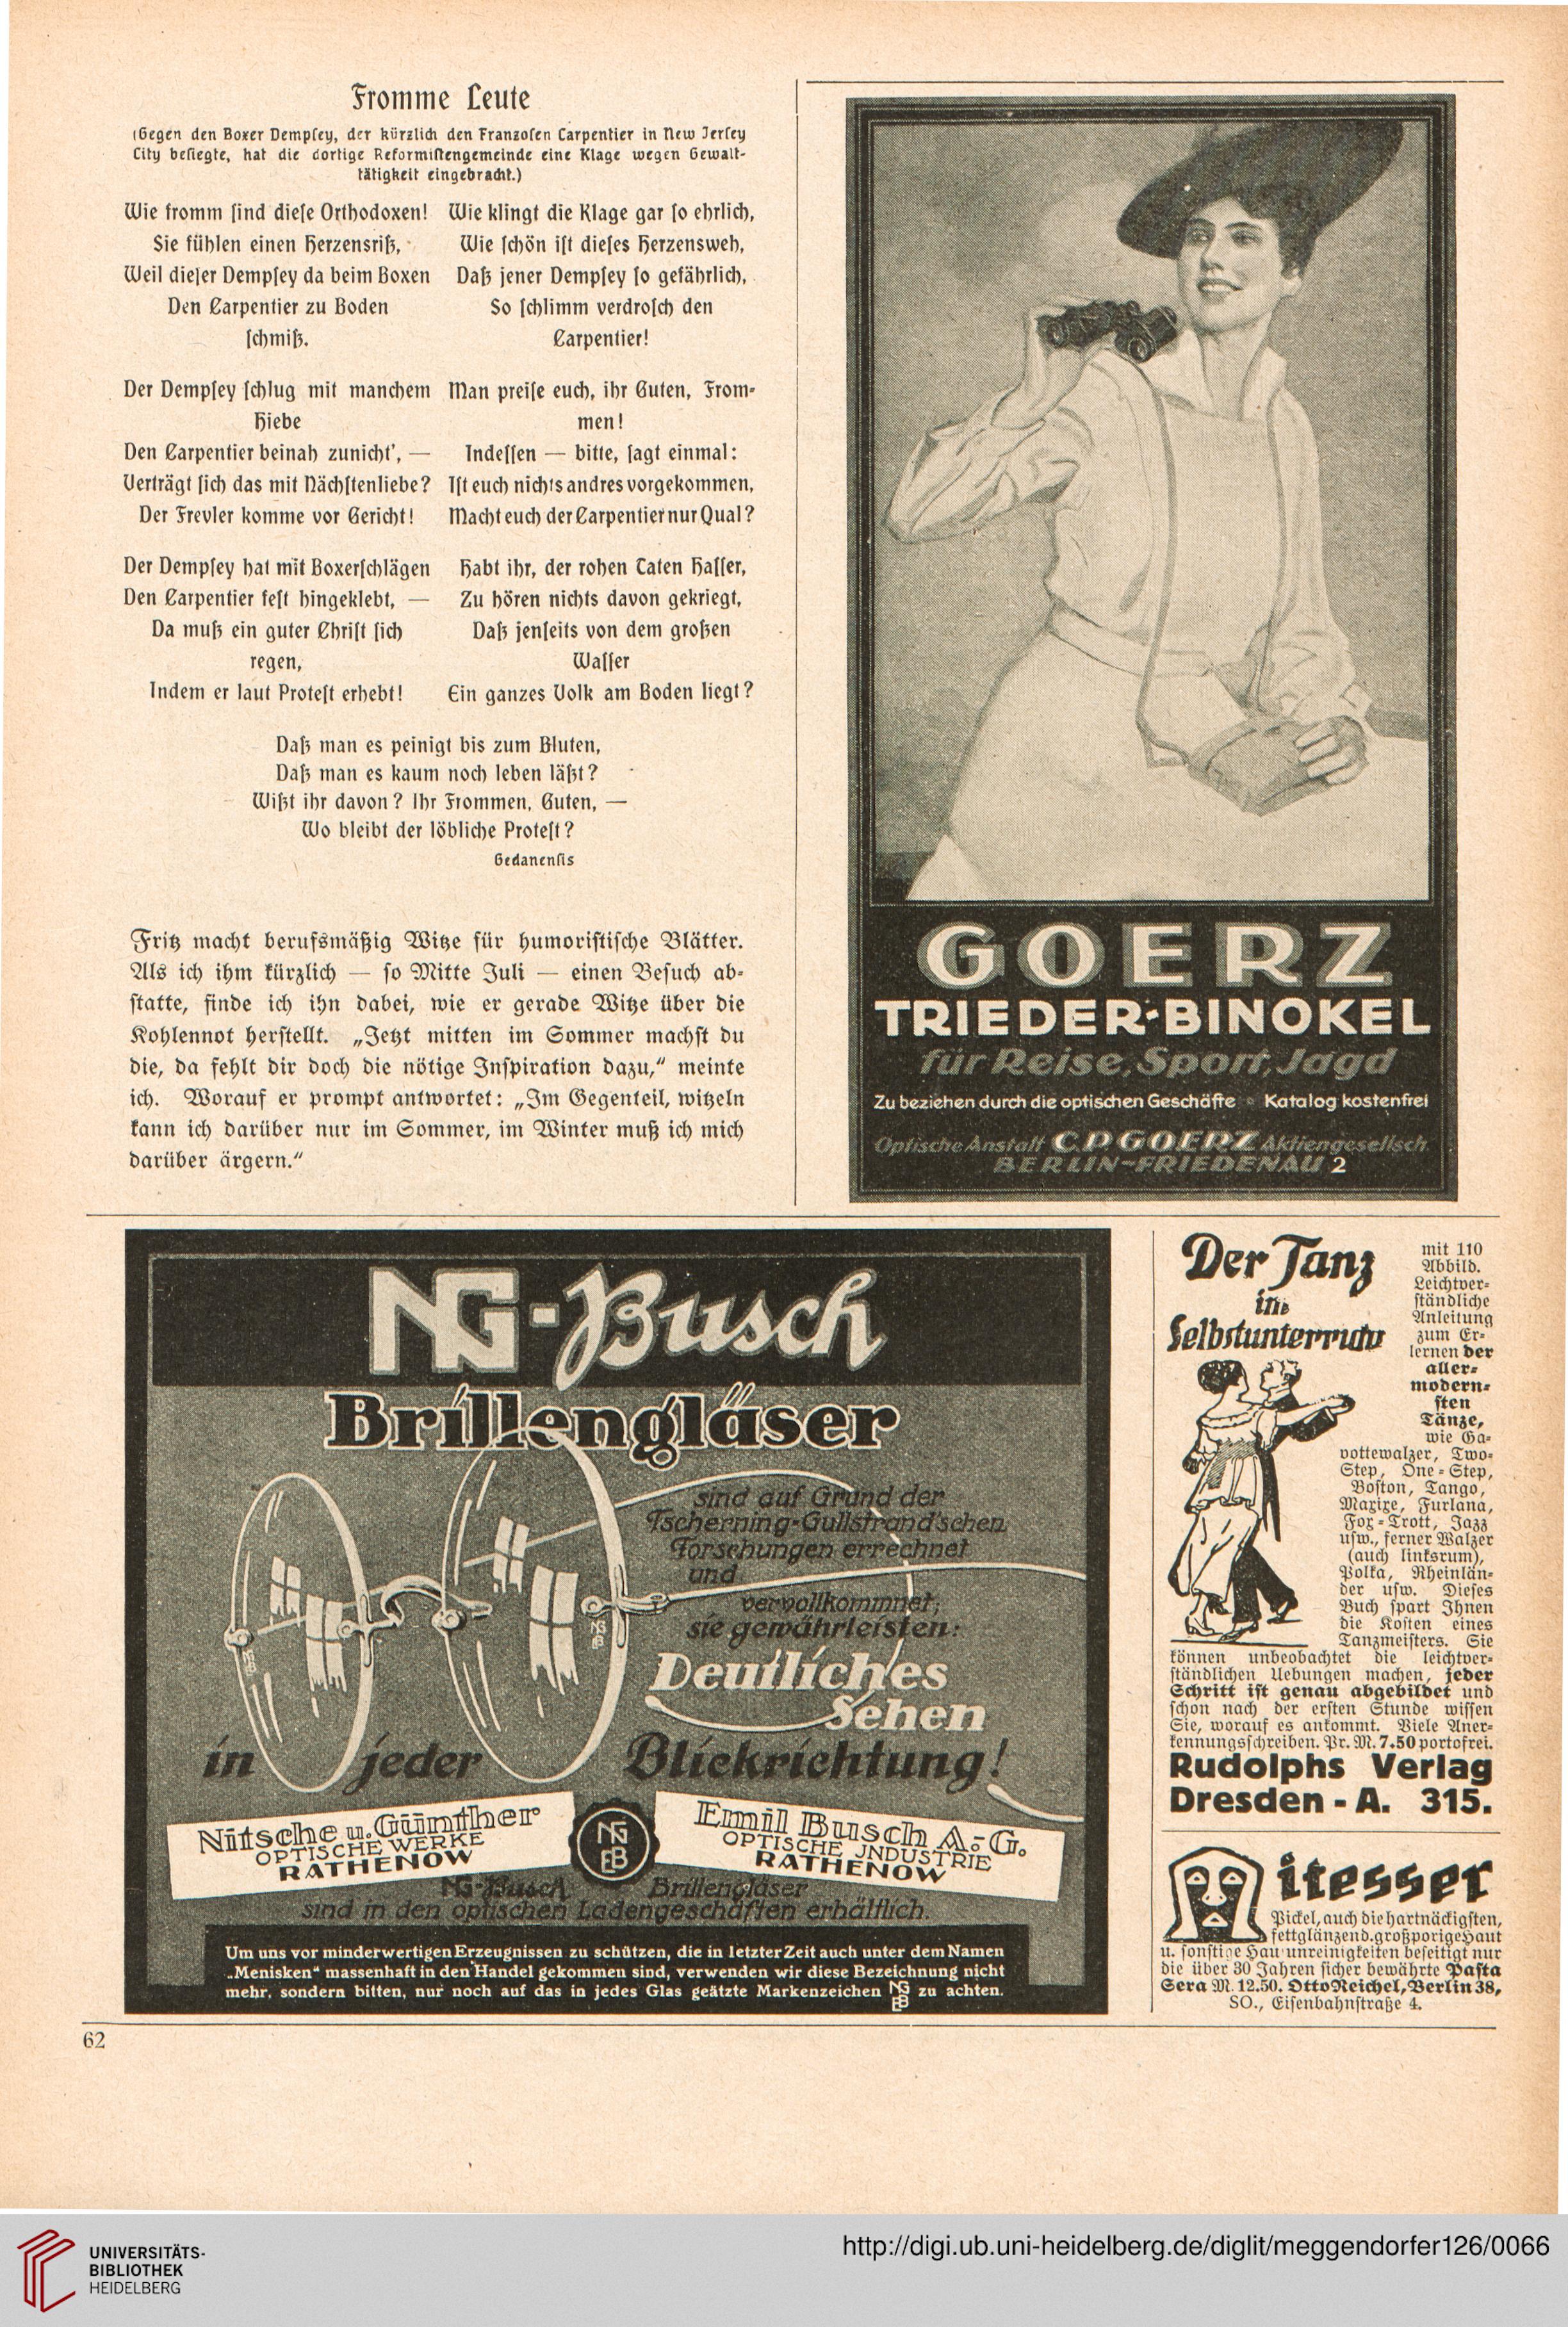 Fromme Leute
(Gegen den Boxer Dempsey, der kürzlich den Franzosen Carpentier in New Jersey
City besiegte, hat die dortige Reformistengemeinde eine Klage wegen Gewalt-
tätigkeit eingebracht.)
Wie fromm sind diese Orthodoxen!
Sie fühlen einen Herzensriß,
Weil dieser Dempsey da beim Boxen
Den Carpentier zu Boden
schmiß.
Der Dempsey schlug mit manchem
Hiebe
Den Carpentier beinah zunicht', —
Verträgt sich das mit Nächstenliebe?
Der Frevler komme vor Gericht!
Der Dempsey hat mit Boxerschlägen
Den Carpentier fest hingeklebt, —
Da muß ein guter Christ sich
regen,
Indem er laut Protest erhebt!
Wie klingt die Klage gar so ehrlich,
Wie schön ist dieses Herzensweh,
Daß jener Dempsey so gefährlich,
So schlimm verdrosch den
Carpentier!
Man preise euch, ihr Guten, From-
men!
Indessen — bitte, sagt einmal:
Ist euch nichts andres vorgekommen,
Macht euch der Carpentier nur Qual?
Habt ihr, der rohen Taten Hasser,
Zu hören nichts davon gekriegt,
Daß jenseits von dem großen
Wasser
Ein ganzes Volk am Boden liegt?
Daß man es peinigt bis zum Bluten,
Daß man es kaum noch leben läßt?
Wißt ihr davon? Ihr Frommen, Guten, —
Wo bleibt der löbliche Protest?
Gedanensis
Fritz macht berufsmäßig Witze für humoristische Blätter.
Als ich ihm kürzlich — so Mitte Juli — einen Besuch ab-
statte, finde ich ihn dabei, wie er gerade Witze über die
Kohlennot herstellt. „Jetzt mitten im Sommer machst du
die, da fehlt dir doch die nötige Inspiration dazu,“ meinte
ich. Worauf er prompt antwortet: „Im Gegenteil, witzeln
kann ich darüber nur im Sommer, im Winter muß ich mich
darüber ärgern.“
GOERZ
TRIEDER-BINOKEL
für Reise, Sport, Jagd
Zu beziehen durch die optischen Geschäfte ▫ Katalog kostenfrei
Optische Anstalt C.P. GOERZ Aktiengesellsch.
BERLIN-FRIEDENAU 2
NG-Busch
Brillengläser
sind auf Grund der
Tscherning-Gullstrand'schen
Forschungen errechnet
und
vervollkommnet;
sie gewährleisten:
Deutliches
Sehen
in jeder Blickrichtung!
Nitsche u. Günther
OPTISCHE WERKE
RATHENOW
NG
EB
Emil Busch A.-G.
OPTISCHE JNDUSTRIE
RATHENOW
NG-Busch Brillengläser
sind in den optischen Ladengeschäften erhältlich.
Um uns vor minderwertigen Erzeugnissen zu schützen, die in letzter Zeit auch unter dem Namen
„Menisken“ massenhaft in den Handel gekommen sind, verwenden wir diese Bezeichnung nicht
mehr, sondern bitten, nur noch auf das in jedes Glas geätzte Markenzeichen NG EB zu achten.
Der Tanz
im
Selbstunterricht
mit 110
Abbild.
Leichtver-
ständliche
Anleitung
zum Er-
lernen der
aller-
modern-
sten
Tänze,
wie Ga-
vottewalzer, Two-
Step, One-Step,
Boston, Tango,
Maxixe, Furlana,
Fox-Trott, Jazz
usw., ferner Walzer
(auch linksrum),
Polka, Rheinlän-
der usw. Dieses
Buch spart Ihnen
die Kosten eines
Tanzmeisters. Sie
können unbeobachtet die leichtver-
ständlichen Uebungen machen, jeder
Schritt ist genau abgebildet und
schon nach der ersten Stunde wissen
Sie, worauf es ankommt. Viele Aner-
kennungsschreiben. Pr. M. 7.50 portofrei.
Rudolphs Verlag
Dresden - A. 315.
Mitesser
Pickel, auch die hartnäckigsten,
fettglänzend. großporige Haut
u. sonstige Hautunreinigkeiten beseitigt nur
die über 30 Jahren sicher bewährte Pasta
Sera M. 12.50. Otto Reichel, Berlin 38,
SO., Eisenbahnstraße 4.
62
UNIVERSITÄTS-
BIBLIOTHEK
HEIDELBERG
http://digi.ub.uni-heidelberg.de/diglit/meggendorfer126/0066